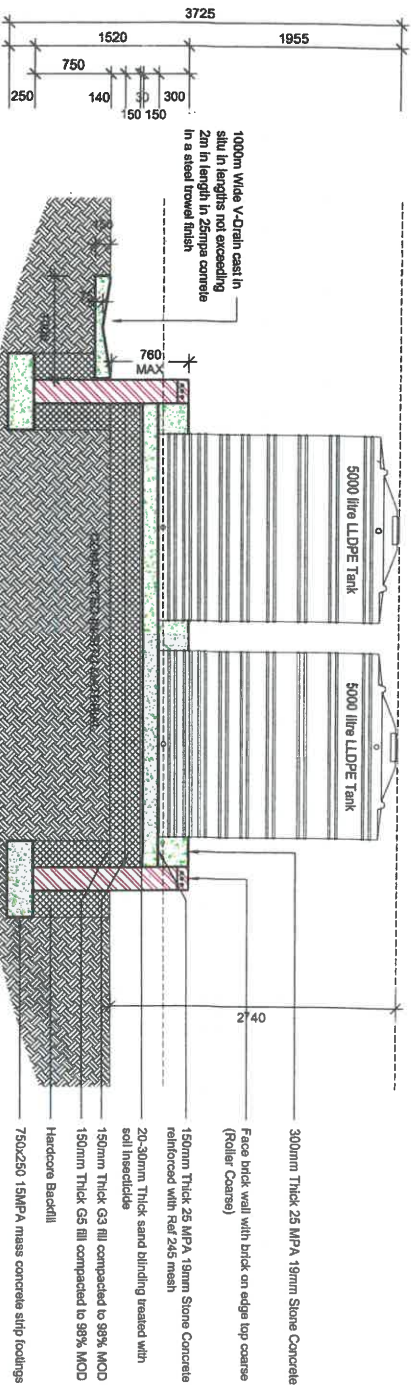 3725
1520
1955
250
750
140
150
30
150
300
1000m Wide V-Drain cast in
situ in lengths not exceeding
2m in length in 25mpa conrete
in a steel trowel finish
760
MAX
5000 litre LLDPE Tank
5000 litre LLDPE Tank
2740
300mm Thick 25 MPA 19mm Stone Concrete
Face brick wall with brick on edge top coarse
(Roller Coarse)
150mm Thick 25 MPA 19mm Stone Concrete
reinforced with Ref 245 mesh
20-30mm Thick sand blinding treated with
soil insecticide
150mm Thick G3 fill compacted to 98% MOD
150mm Thick G5 fill compacted to 98% MOD
Hardcore Backfill
750x250 15MPA mass concrete strip footings